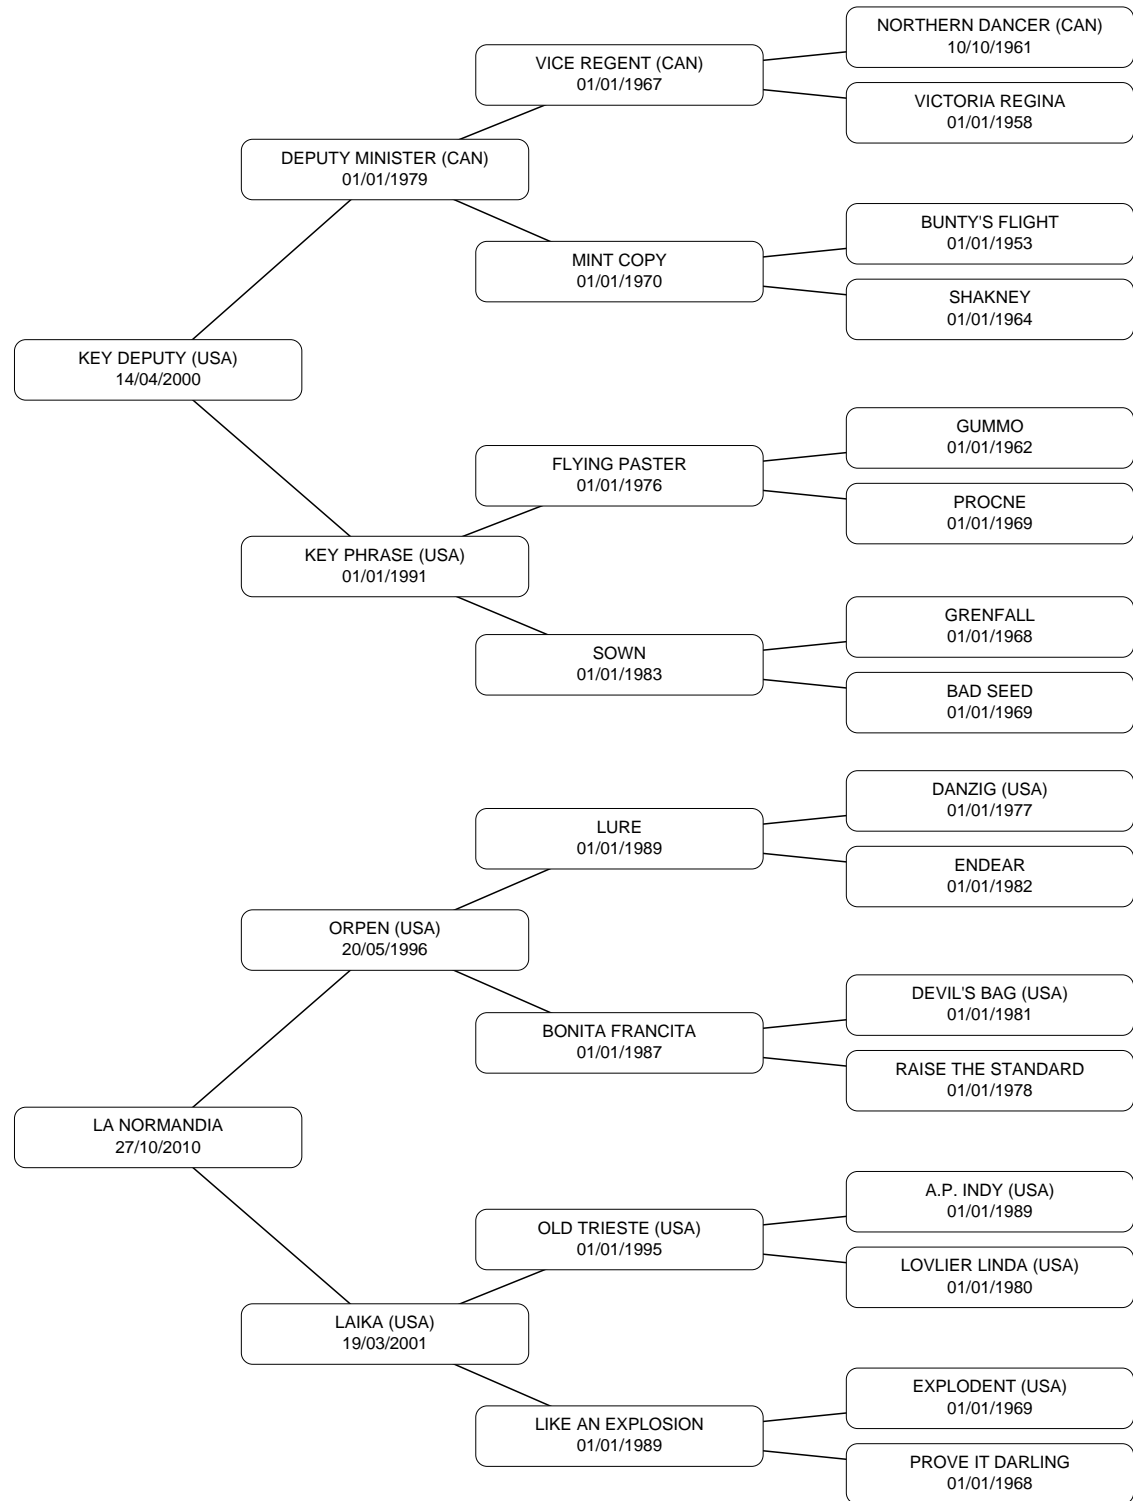 NORTHERN DANCER (CAN)
10/10/1961
VICE REGENT (CAN)
01/01/1967
VICTORIA REGINA
01/01/1958
DEPUTY MINISTER (CAN)
01/01/1979
BUNTY'S FLIGHT
01/01/1953
MINT COPY
01/01/1970
SHAKNEY
01/01/1964
KEY DEPUTY (USA)
14/04/2000
GUMMO
01/01/1962
FLYING PASTER
01/01/1976
PROCNE
01/01/1969
KEY PHRASE (USA)
01/01/1991
GRENFALL
01/01/1968
SOWN
01/01/1983
BAD SEED
01/01/1969
DANZIG (USA)
01/01/1977
LURE
01/01/1989
ENDEAR
01/01/1982
ORPEN (USA)
20/05/1996
DEVIL'S BAG (USA)
01/01/1981
BONITA FRANCITA
01/01/1987
RAISE THE STANDARD
01/01/1978
LA NORMANDIA
27/10/2010
A.P. INDY (USA)
01/01/1989
OLD TRIESTE (USA)
01/01/1995
LOVLIER LINDA (USA)
01/01/1980
LAIKA (USA)
19/03/2001
EXPLODENT (USA)
01/01/1969
LIKE AN EXPLOSION
01/01/1989
PROVE IT DARLING
01/01/1968